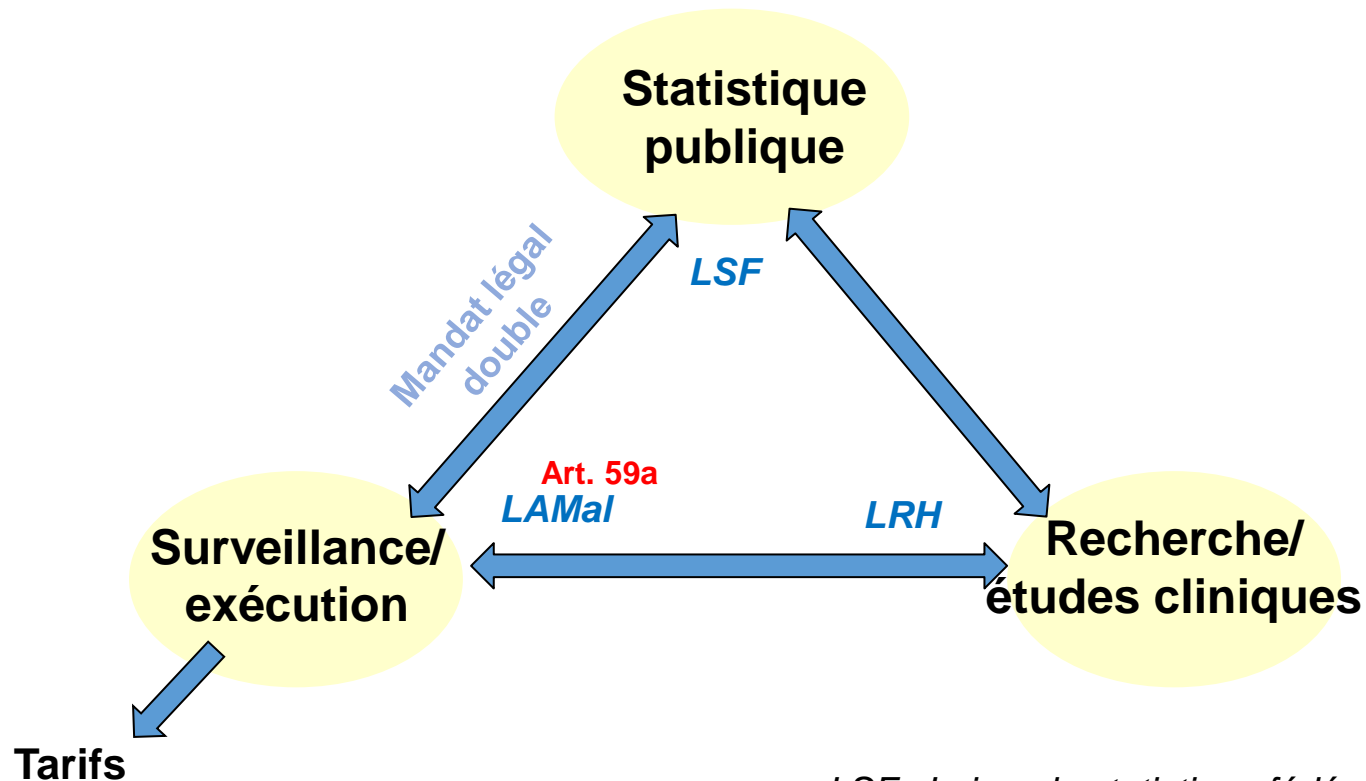 Statistique
publique
Mandat légal
double
LSF
Art. 59a
LAMal
LRH
Surveillance/
exécution
Recherche/
études cliniques
Tarifs